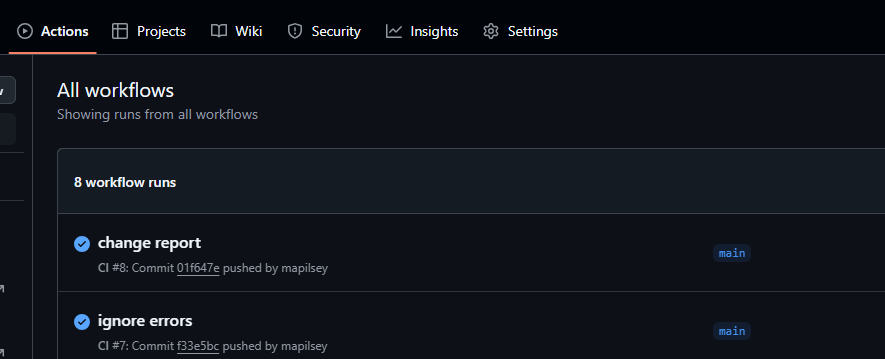 Actions Projects Wiki Security Insights Settings
All workflows
Showing runs from all workflows
8 workflow runs
change report
main
CI #8: Commit 01f647e pushed by mapilsey
ignore errors
main
CI #7: Commit f33e5bc pushed by mapilsey